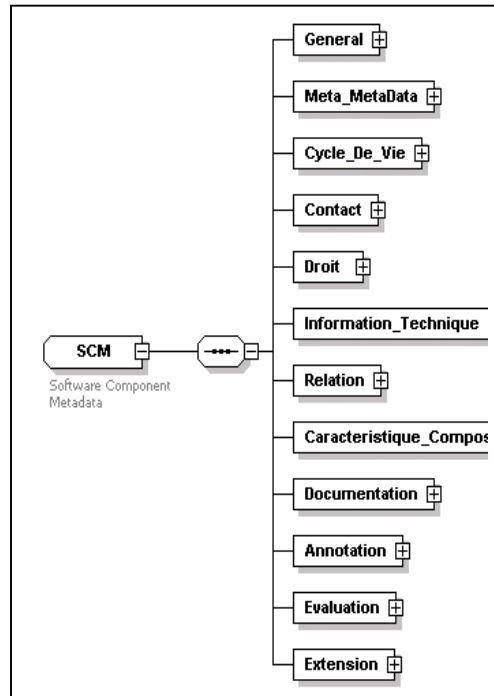 General
Meta_MetaData
Cycle_De_Vie
Contact
Droit
Information_Technique
SCM
Software Component
Metadata
Relation
Caracteristique_Compos
Documentation
Annotation
Evaluation
Extension